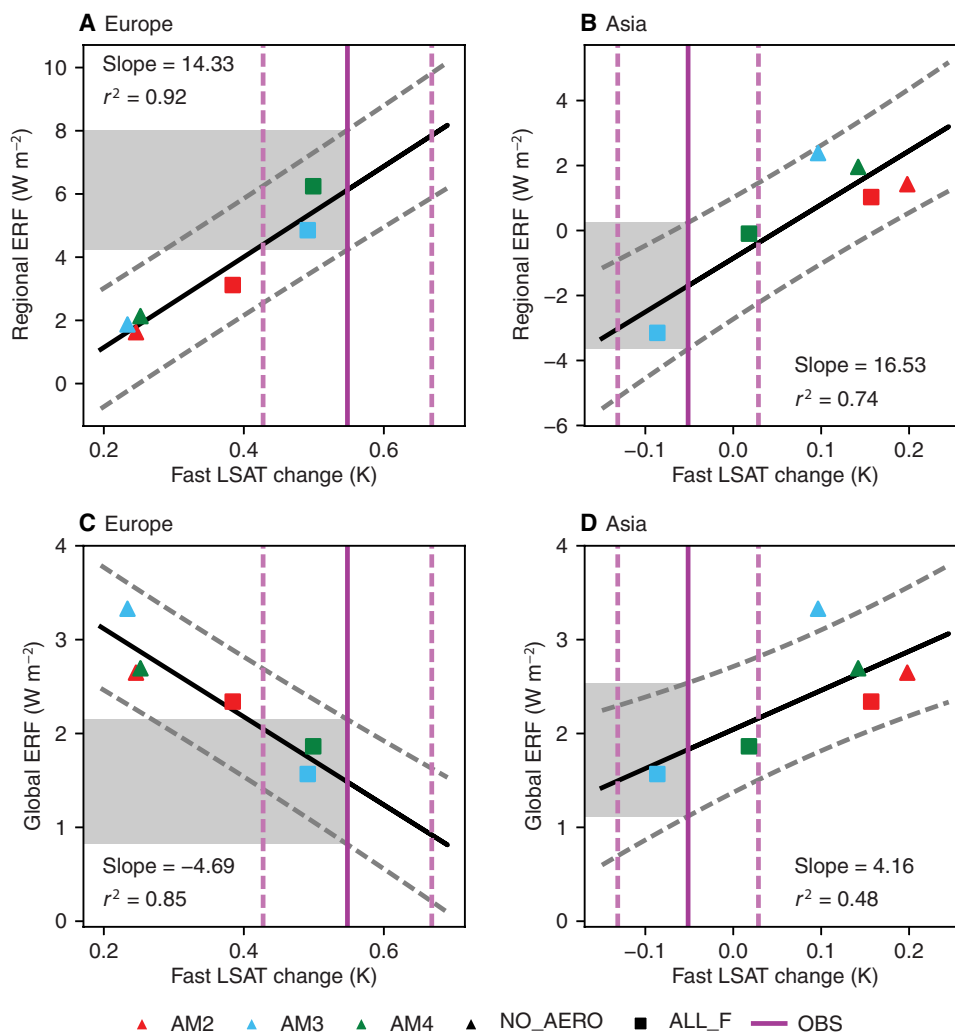 A Europe
Slope = 14.33
r² = 0.92
Regional ERF (W m⁻²)
10
8
6
4
2
0
0.2 0.4 0.6
Fast LSAT change (K)
B Asia
Regional ERF (W m⁻²)
4
2
0
−2
−4
−6
Slope = 16.53
r² = 0.74
−0.1 0.0 0.1 0.2
Fast LSAT change (K)
C Europe
Global ERF (W m⁻²)
4
3
2
1
0
Slope = −4.69
r² = 0.85
0.2 0.4 0.6
Fast LSAT change (K)
D Asia
Global ERF (W m⁻²)
4
3
2
1
0
Slope = 4.16
r² = 0.48
−0.1 0.0 0.1 0.2
Fast LSAT change (K)
AM2 AM3 AM4 NO_AERO ALL_F OBS